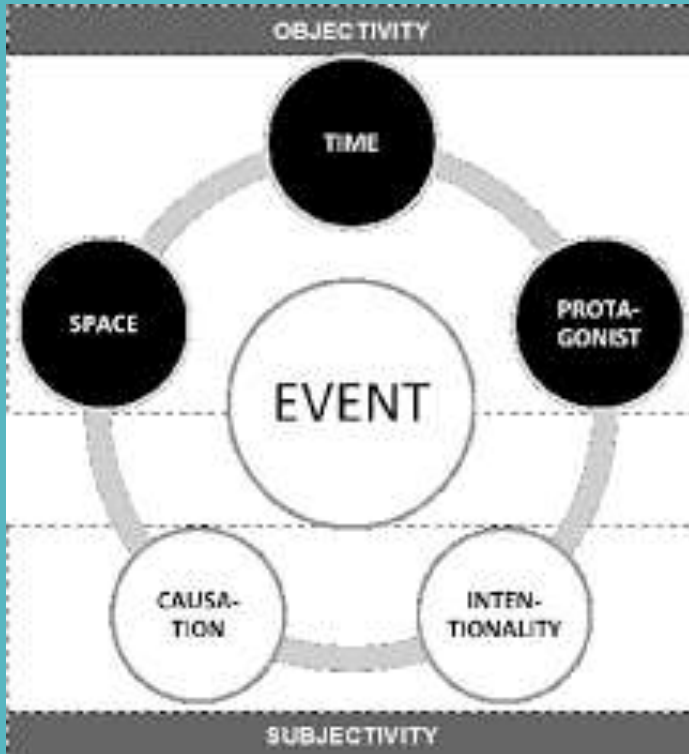 OBJECTIVITY
TIME
SPACE
PROTA-
GONIST
EVENT
CAUSA-
TION
INTEN-
TIONALITY
SUBJECTIVITY